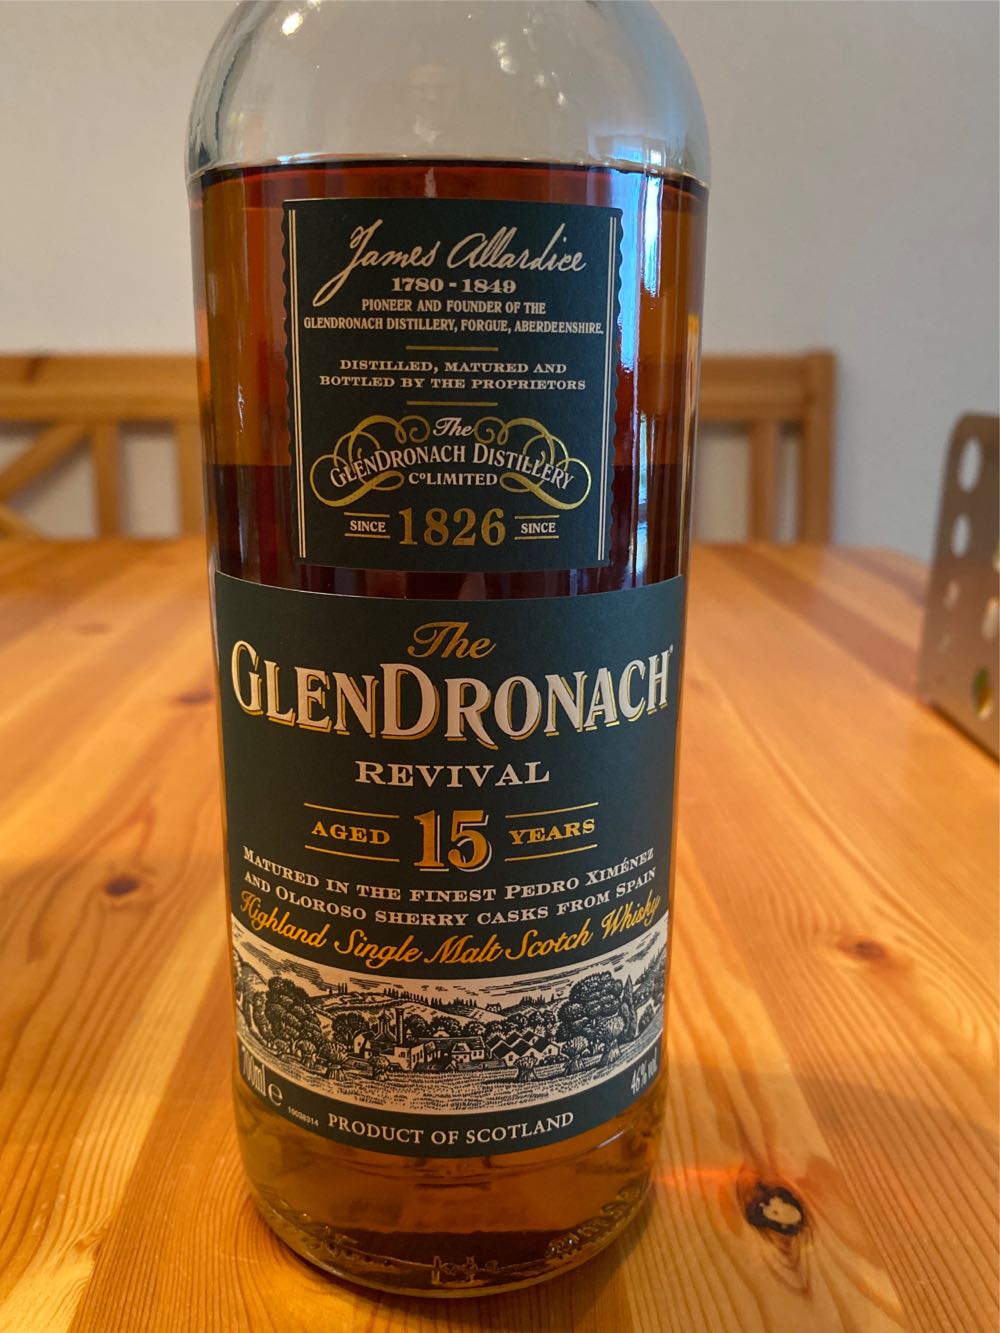 James Allardice
1780 - 1849
PIONEER AND FOUNDER OF THE
GLENDRONACH DISTILLERY, FORGUE, ABERDEENSHIRE.
DISTILLED, MATURED AND
BOTTLED BY THE PROPRIETORS
The
GLENDRONACH DISTILLERY
Cº LIMITED
SINCE 1826 SINCE
The
GLENDRONACH
REVIVAL
AGED 15 YEARS
MATURED IN THE FINEST PEDRO XIMÉNEZ
AND OLOROSO SHERRY CASKS FROM SPAIN
Highland Single Malt Scotch Whisky
700ml ℮ 46% vol
10038314
PRODUCT OF SCOTLAND